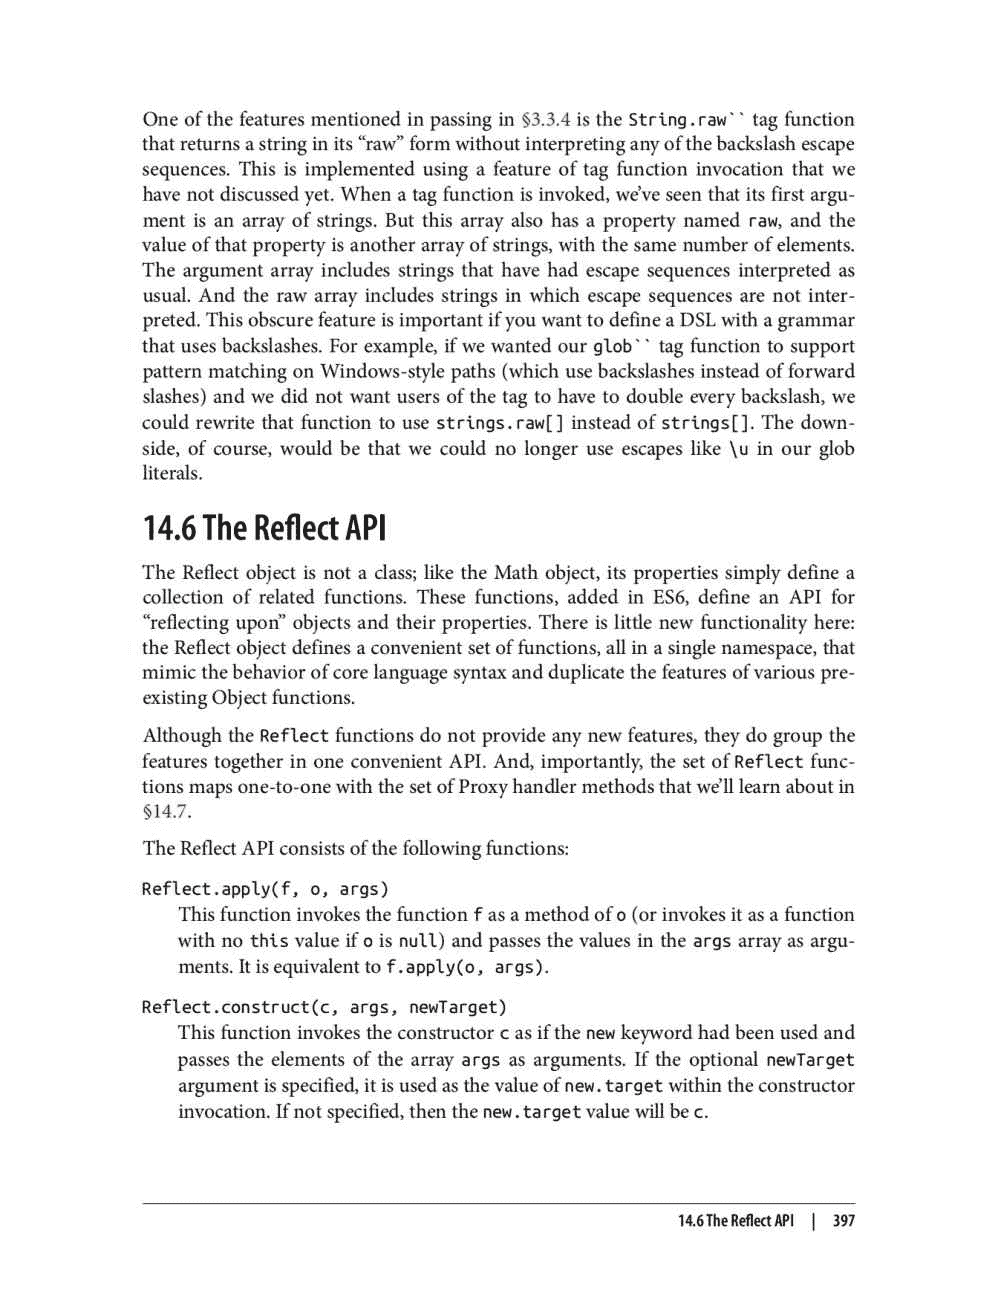 One of the features mentioned in passing in §3.3.4 is the String.raw`` tag function
that returns a string in its “raw” form without interpreting any of the backslash escape
sequences. This is implemented using a feature of tag function invocation that we
have not discussed yet. When a tag function is invoked, we’ve seen that its first argu-
ment is an array of strings. But this array also has a property named raw, and the
value of that property is another array of strings, with the same number of elements.
The argument array includes strings that have had escape sequences interpreted as
usual. And the raw array includes strings in which escape sequences are not inter-
preted. This obscure feature is important if you want to define a DSL with a grammar
that uses backslashes. For example, if we wanted our glob`` tag function to support
pattern matching on Windows-style paths (which use backslashes instead of forward
slashes) and we did not want users of the tag to have to double every backslash, we
could rewrite that function to use strings.raw[] instead of strings[]. The down-
side, of course, would be that we could no longer use escapes like \u in our glob
literals.
14.6 The Reflect API
The Reflect object is not a class; like the Math object, its properties simply define a
collection of related functions. These functions, added in ES6, define an API for
“reflecting upon” objects and their properties. There is little new functionality here:
the Reflect object defines a convenient set of functions, all in a single namespace, that
mimic the behavior of core language syntax and duplicate the features of various pre-
existing Object functions.
Although the Reflect functions do not provide any new features, they do group the
features together in one convenient API. And, importantly, the set of Reflect func-
tions maps one-to-one with the set of Proxy handler methods that we’ll learn about in
§14.7.
The Reflect API consists of the following functions:
Reflect.apply(f, o, args)
This function invokes the function f as a method of o (or invokes it as a function
with no this value if o is null) and passes the values in the args array as argu-
ments. It is equivalent to f.apply(o, args).
Reflect.construct(c, args, newTarget)
This function invokes the constructor c as if the new keyword had been used and
passes the elements of the array args as arguments. If the optional newTarget
argument is specified, it is used as the value of new.target within the constructor
invocation. If not specified, then the new.target value will be c.
14.6 The Reflect API | 397